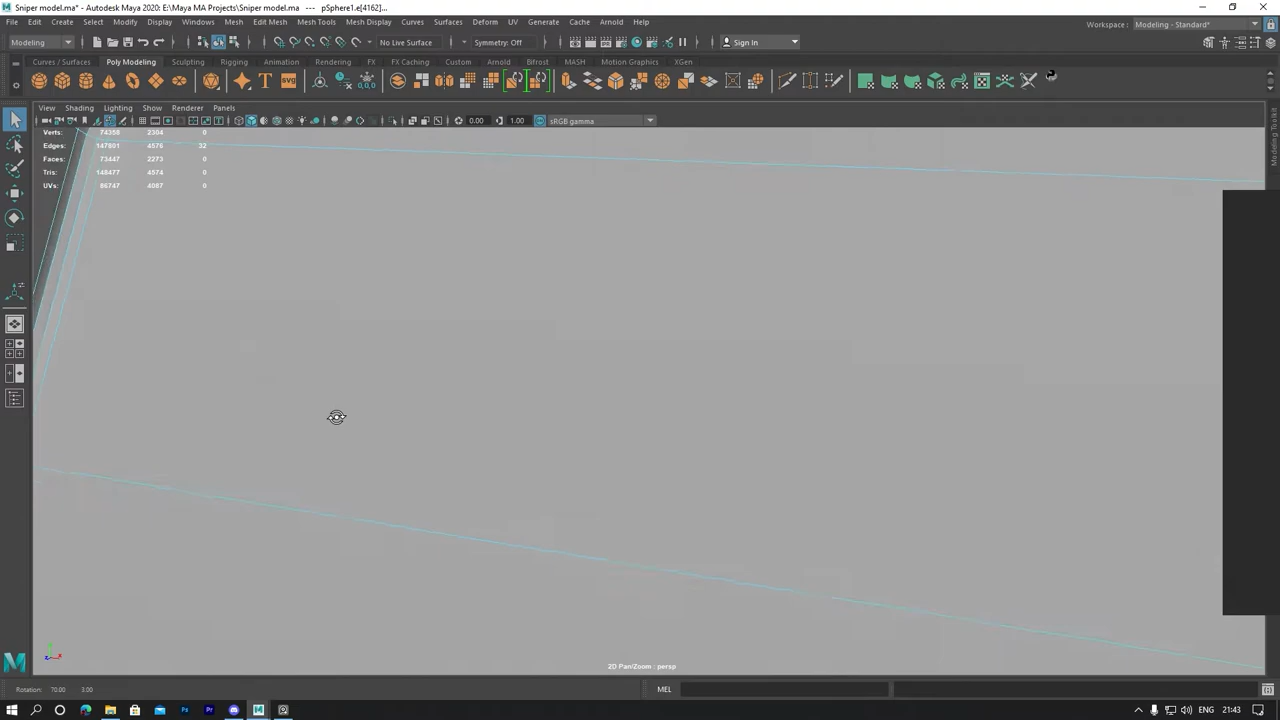 Sniper model.ma* - Autodesk Maya 2020: E:\Maya MA Projects\Sniper model.ma   ---   pSphere1.e[4162]...
File Edit Create Select Modify Display Windows Mesh Edit Mesh Mesh Tools Mesh Display Curves Surfaces Deform UV Generate Cache Arnold Help
Workspace : Modeling - Standard*
Modeling No Live Surface Symmetry: Off Sign In
Curves / Surfaces Poly Modeling Sculpting Rigging Animation Rendering FX FX Caching Custom Arnold Bifrost MASH Motion Graphics XGen
View Shading Lighting Show Renderer Panels
0.00 1.00 sRGB gamma
Verts: 74358 2304 0
Edges: 147801 4576 32
Faces: 73447 2273 0
Tris: 148477 4574 0
UVs: 86747 4087 0
Modeling Toolkit
2D Pan/Zoom : persp
Rotation: 70.00 3.00 MEL
ENG 21:43